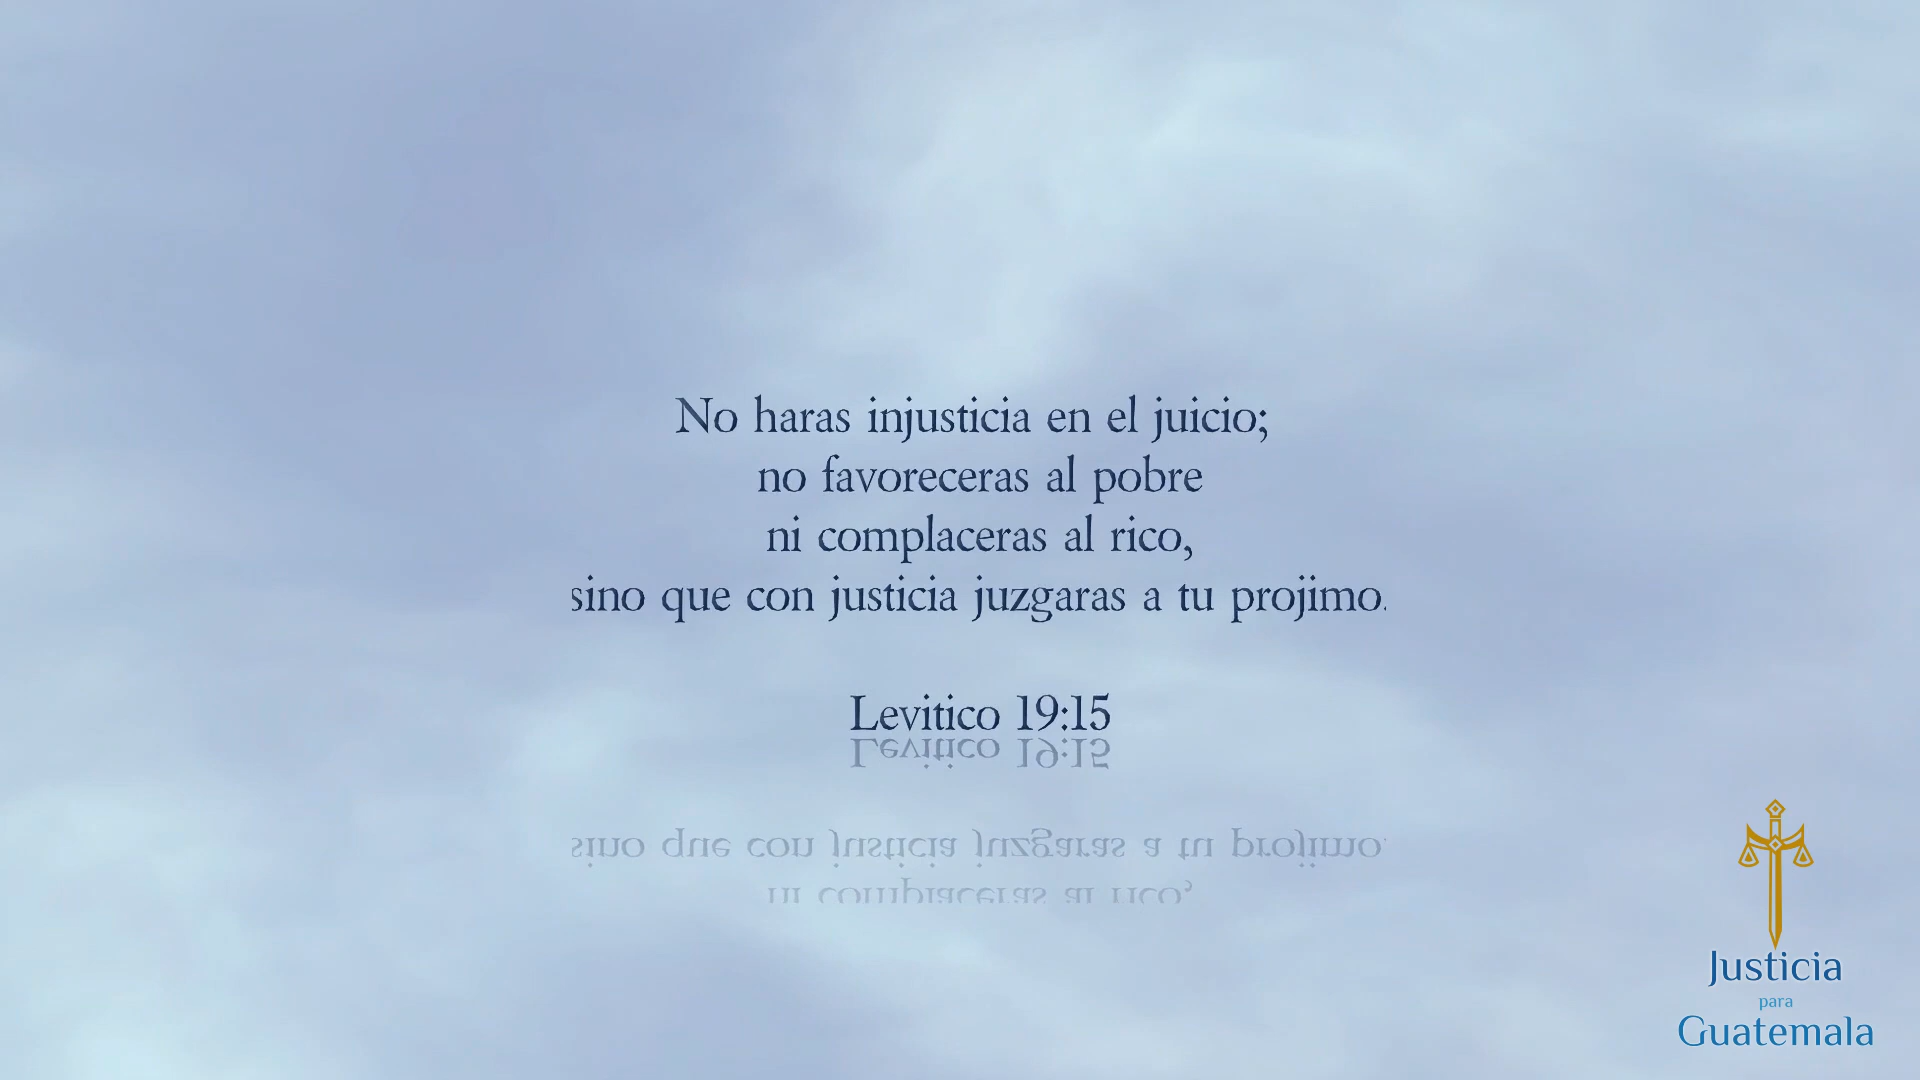 No haras injusticia en el juicio;
no favoreceras al pobre
ni complaceras al rico,
sino que con justicia juzgaras a tu projimo.
Levitico 19:15
Justicia
para
Guatemala